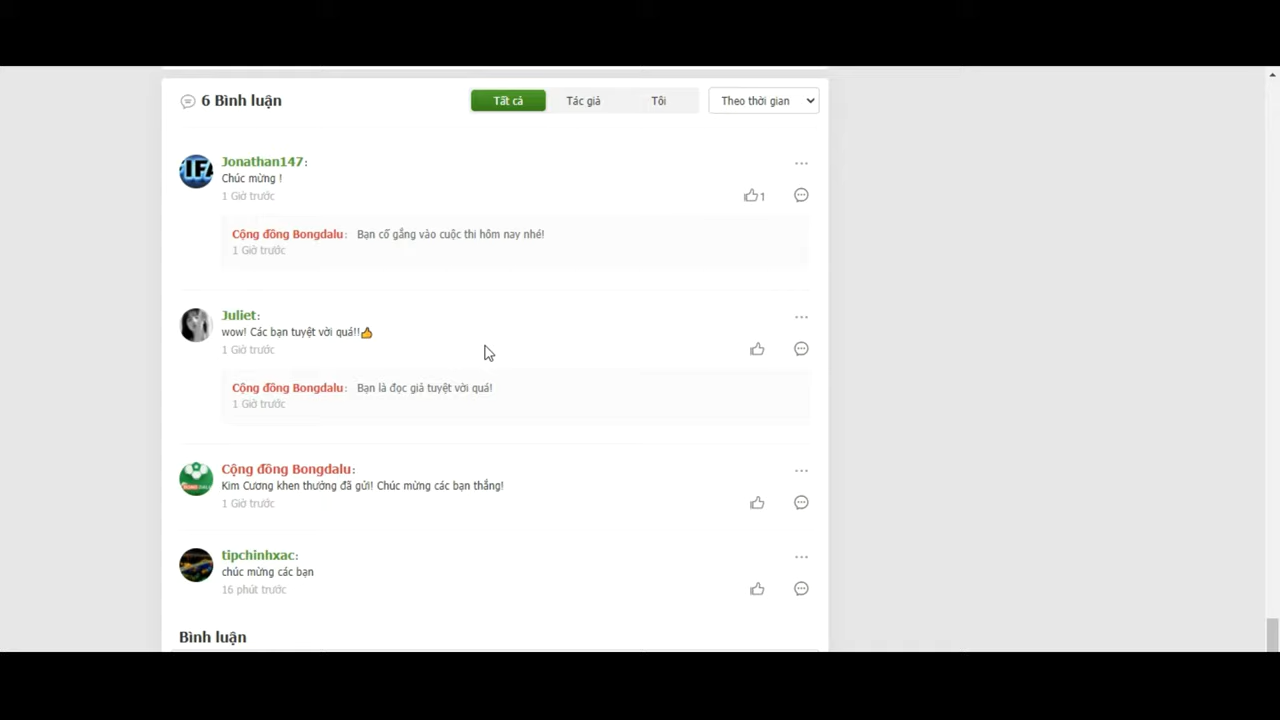 6 Bình luận
Tất cả
Tác giả
Tôi
Theo thời gian
Jonathan147:
Chúc mừng !
1 Giờ trước
1
Cộng đồng Bongdalu: Bạn cố gắng vào cuộc thi hôm nay nhé!
1 Giờ trước
Juliet:
wow! Các bạn tuyệt vời quá!!👍
1 Giờ trước
Cộng đồng Bongdalu: Bạn là đọc giả tuyệt vời quá!
1 Giờ trước
Cộng đồng Bongdalu:
Kim Cương khen thưởng đã gửi! Chúc mừng các bạn thắng!
1 Giờ trước
tipchinhxac:
chúc mừng các bạn
16 phút trước
Bình luận